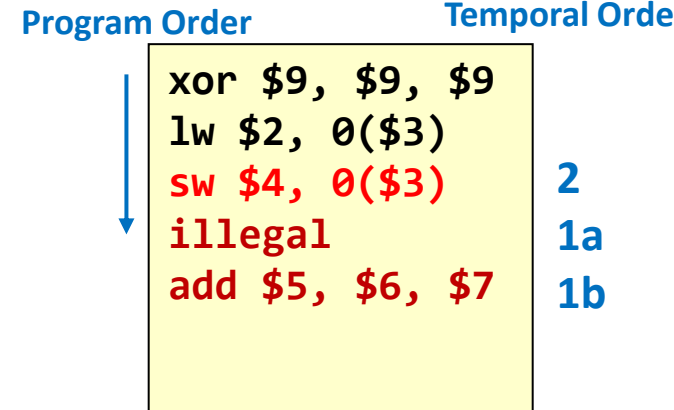 Program Order
Temporal Orde
xor $9, $9, $9
lw $2, 0($3)
sw $4, 0($3) 2
illegal 1a
add $5, $6, $7 1b